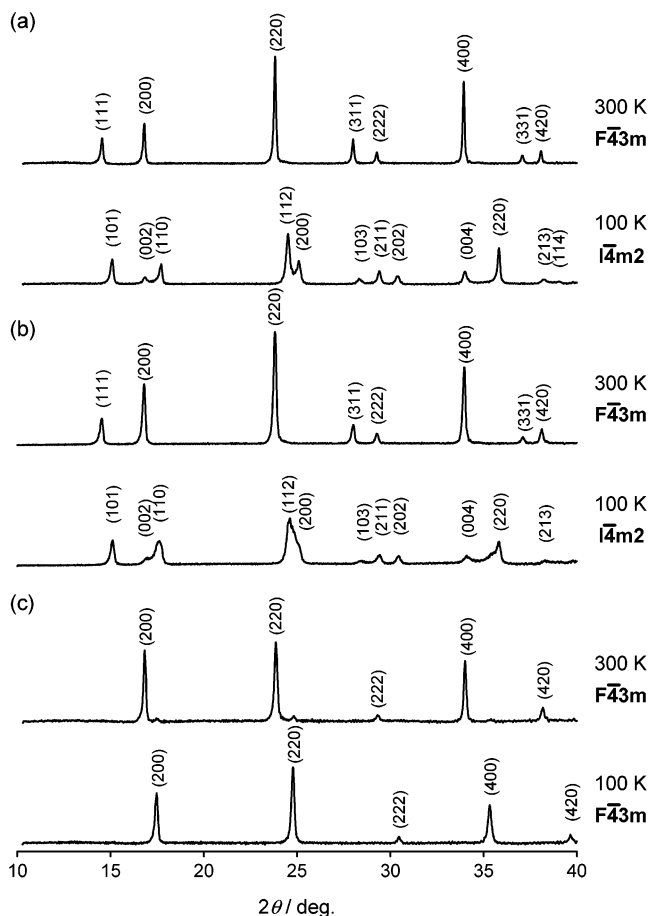 (a)
(111)
(200)
(220)
(311)
(222)
(400)
(331)
(420)
300 K
F4̅3m
(101)
(002)
(110)
(112)
(200)
(103)
(211)
(202)
(004)
(220)
(213)
(114)
100 K
I4̅m2
(b)
(111)
(200)
(220)
(311)
(222)
(400)
(331)
(420)
300 K
F4̅3m
(101)
(002)
(110)
(112)
(200)
(103)
(211)
(202)
(004)
(220)
(213)
100 K
I4̅m2
(c)
(200)
(220)
(222)
(400)
(420)
300 K
F4̅3m
(200)
(220)
(222)
(400)
(420)
100 K
F4̅3m
10 15 20 25 30 35 40
2θ / deg.